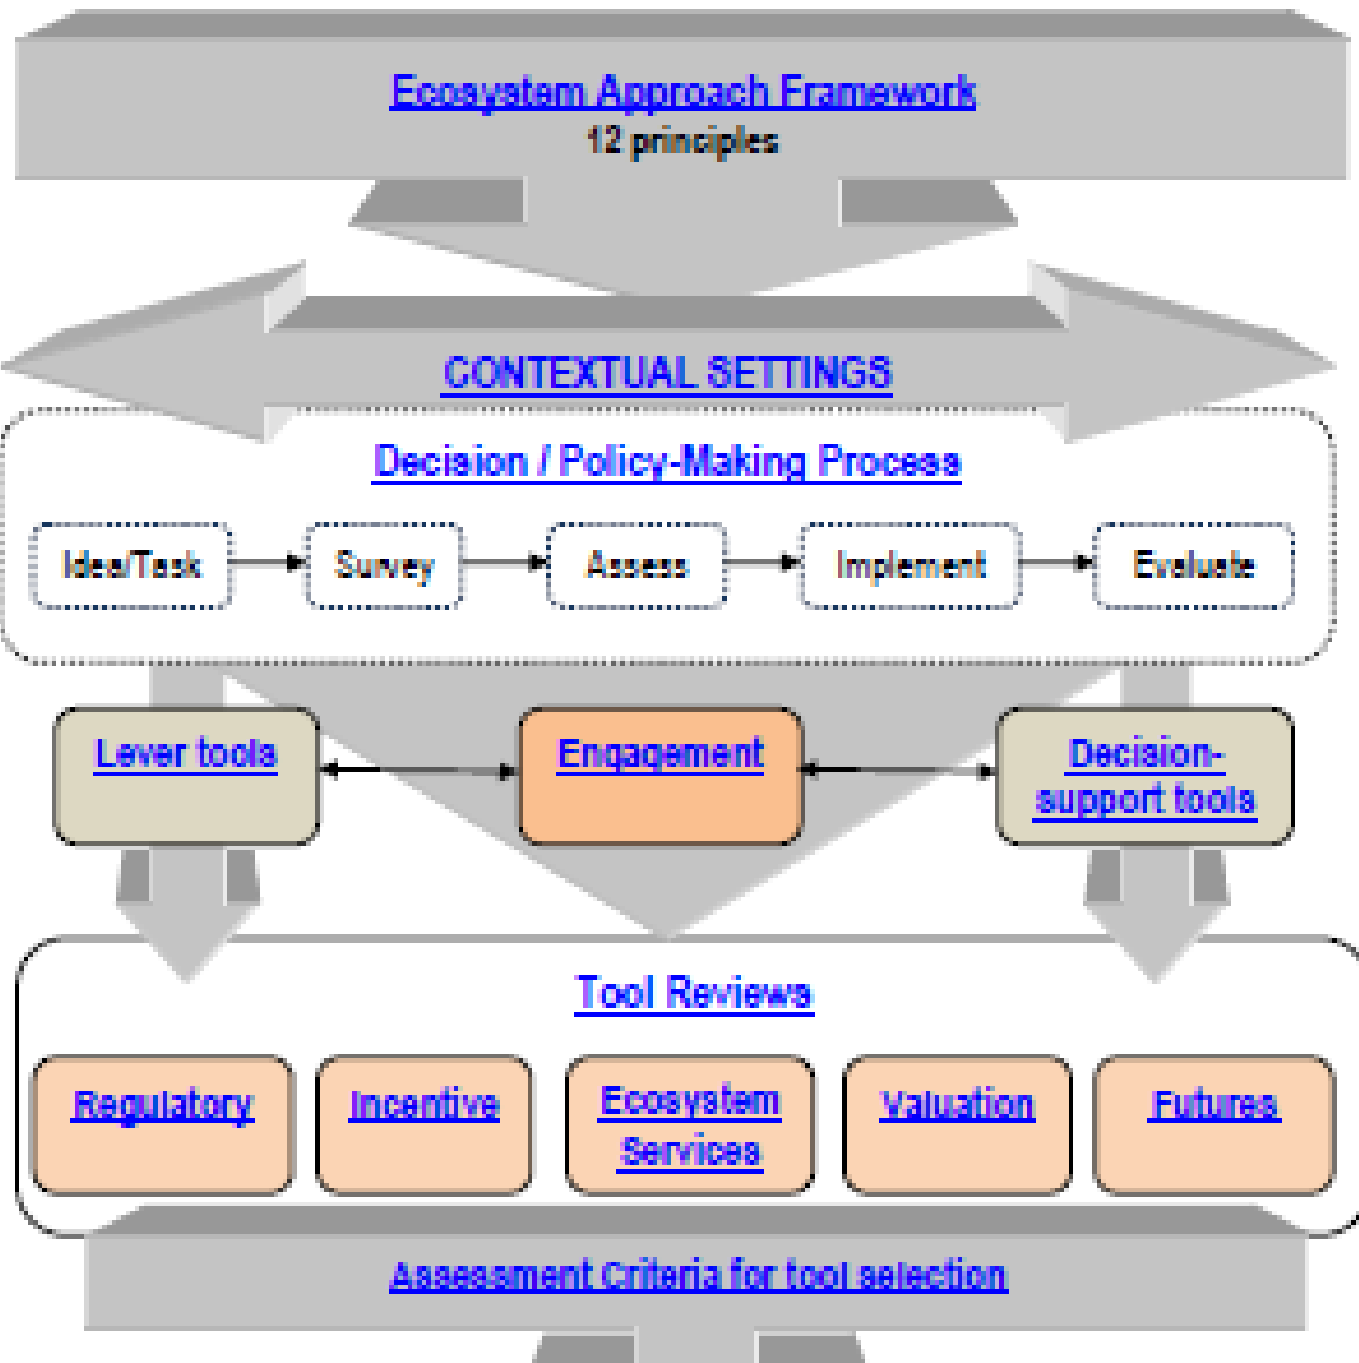 Ecosystem Approach Framework
12 principles
CONTEXTUAL SETTINGS
Decision / Policy-Making Process
Idea/Task
Survey
Assess
Implement
Evaluate
Lever tools
Engagement
Decision-
support tools
Tool Reviews
Regulatory
Incentive
Ecosystem
Services
Valuation
Futures
Assessment Criteria for tool selection